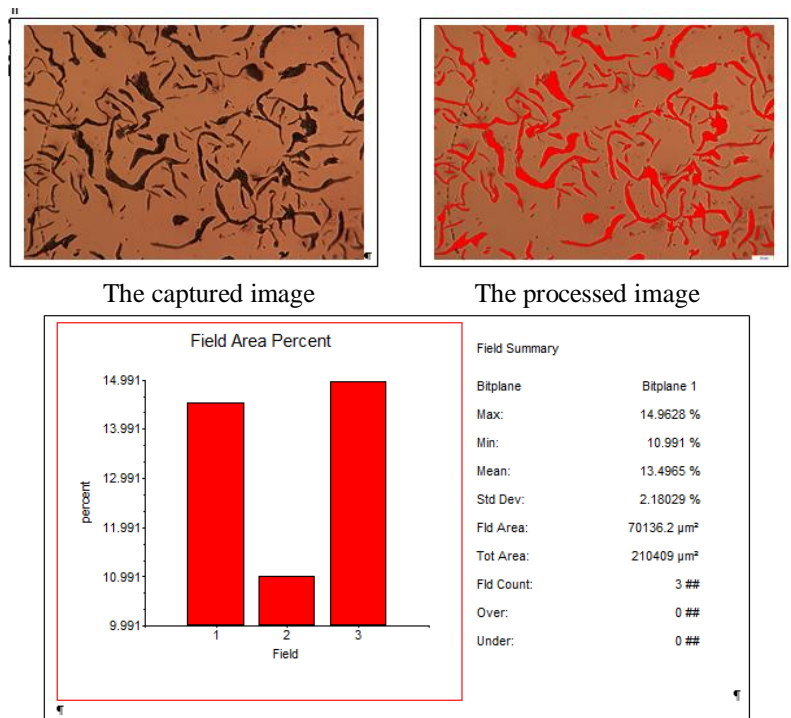 The captured image
The processed image
Field Area Percent
14.991
13.991
12.991
11.991
10.991
9.991
percent
1 2 3
Field
Field Summary
Bitplane Bitplane 1
Max: 14.9628 %
Min: 10.991 %
Mean: 13.4965 %
Std Dev: 2.18029 %
Fld Area: 70136.2 µm²
Tot Area: 210409 µm²
Fld Count: 3 ##
Over: 0 ##
Under: 0 ##